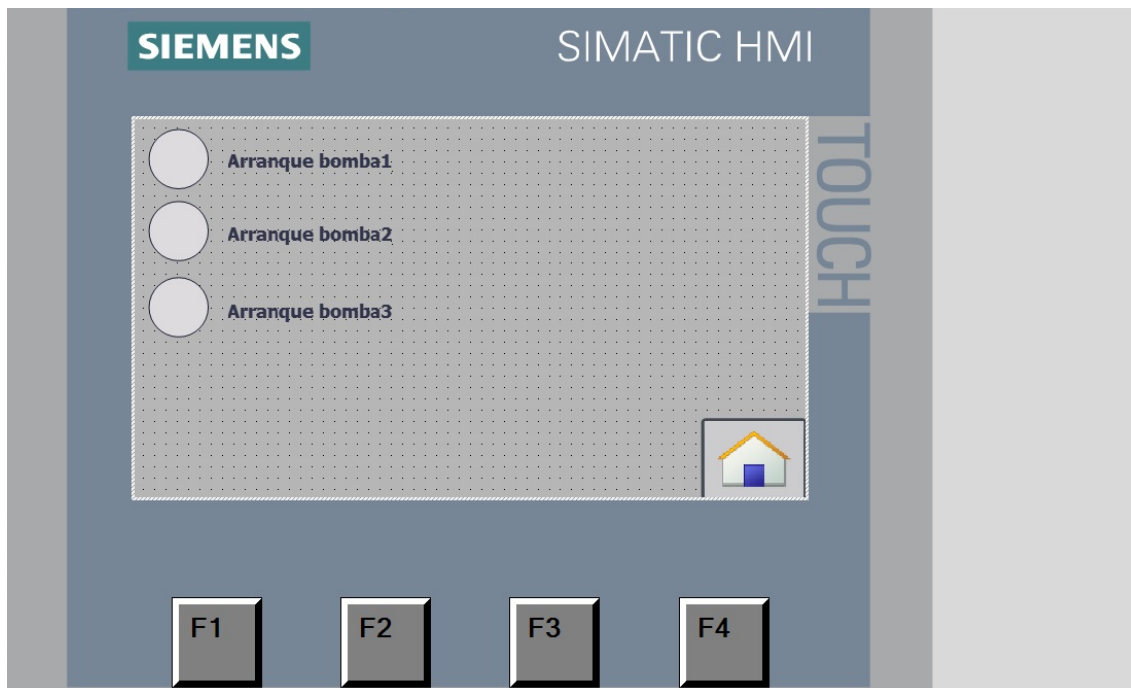 SIEMENS
SIMATIC HMI
TOUCH
Arranque bomba1
Arranque bomba2
Arranque bomba3
F1
F2
F3
F4